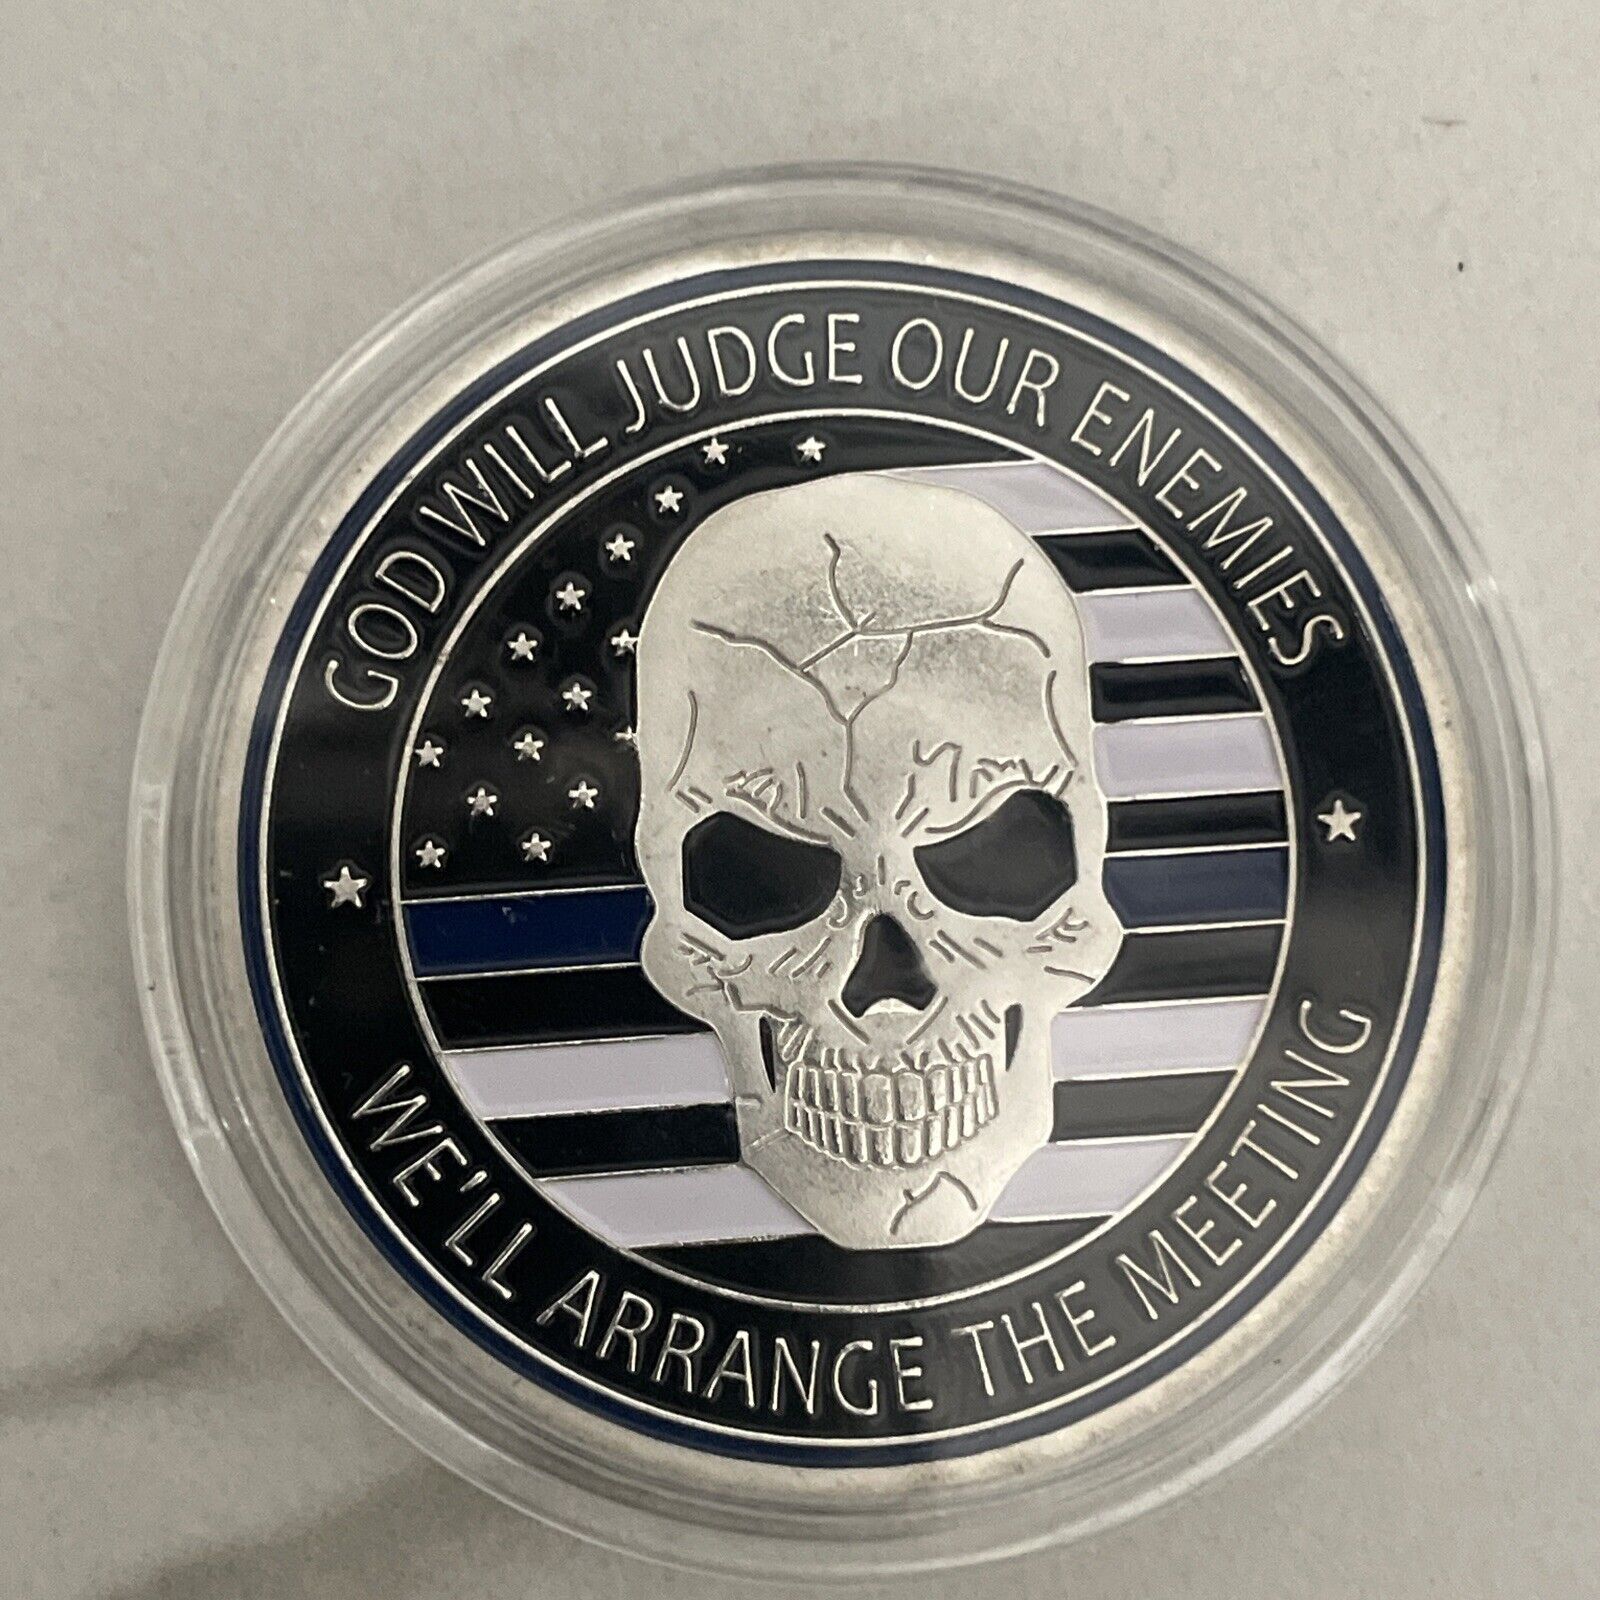 GOD WILL JUDGE OUR ENEMIES
WE'LL ARRANGE THE MEETING